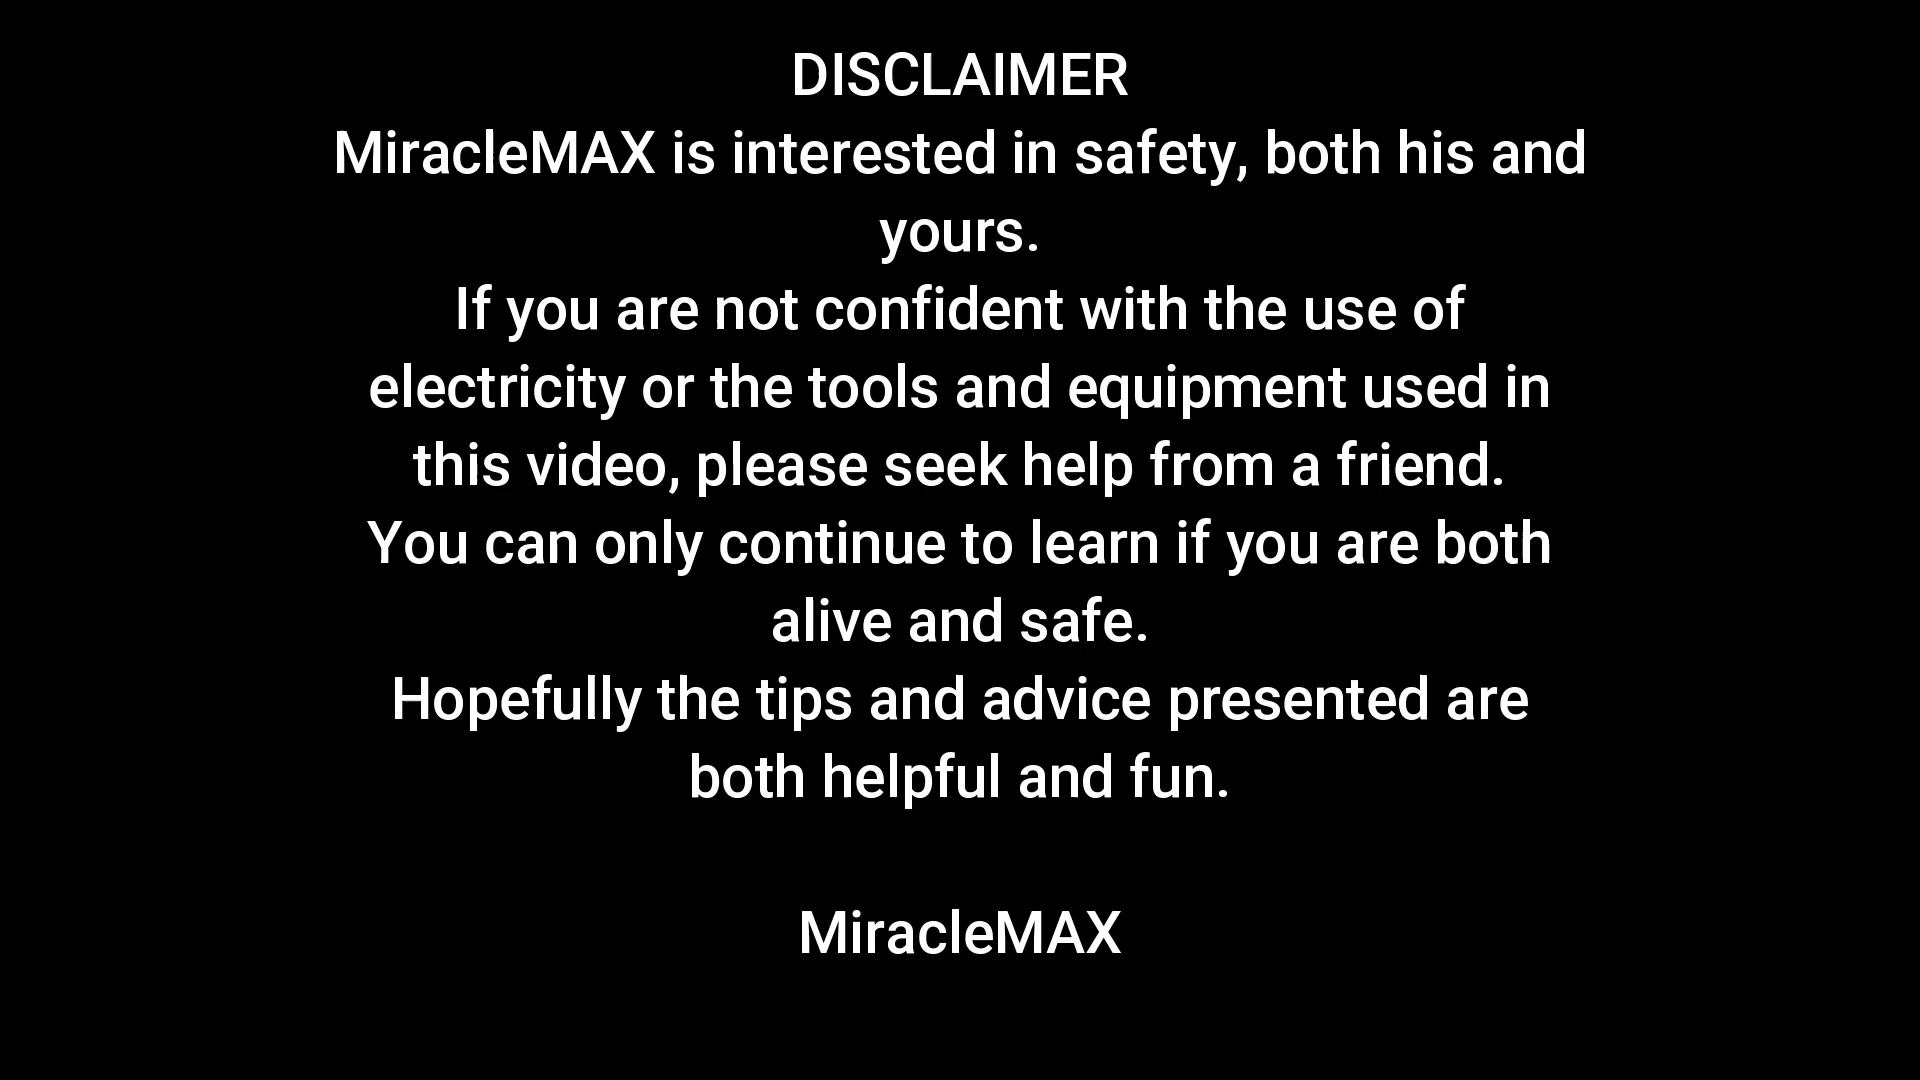 DISCLAIMER
MiracleMAX is interested in safety, both his and
yours.
If you are not confident with the use of
electricity or the tools and equipment used in
this video, please seek help from a friend.
You can only continue to learn if you are both
alive and safe.
Hopefully the tips and advice presented are
both helpful and fun.
MiracleMAX